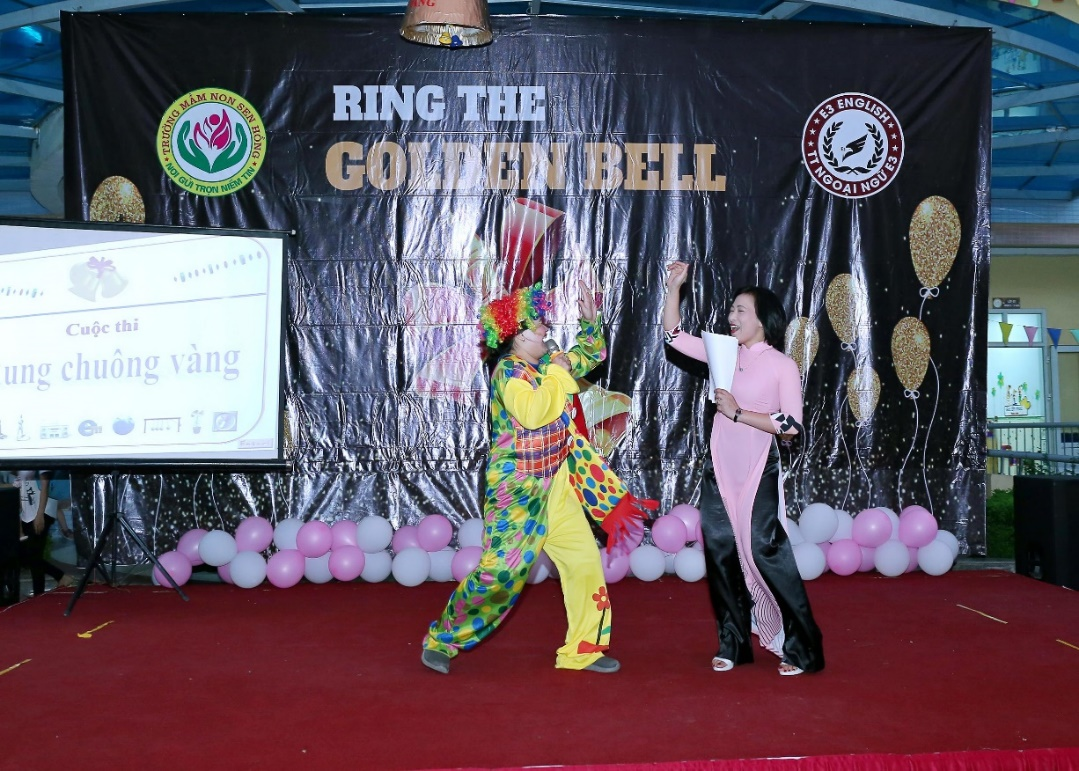 RING THE
GOLDEN BELL
TRƯỜNG MẦM NON SEN HỒNG
NƠI GỬI TRỌN NIỀM TIN
E3 ENGLISH
TT NGOẠI NGỮ E3
Cuộc thi
ung chuông vàng